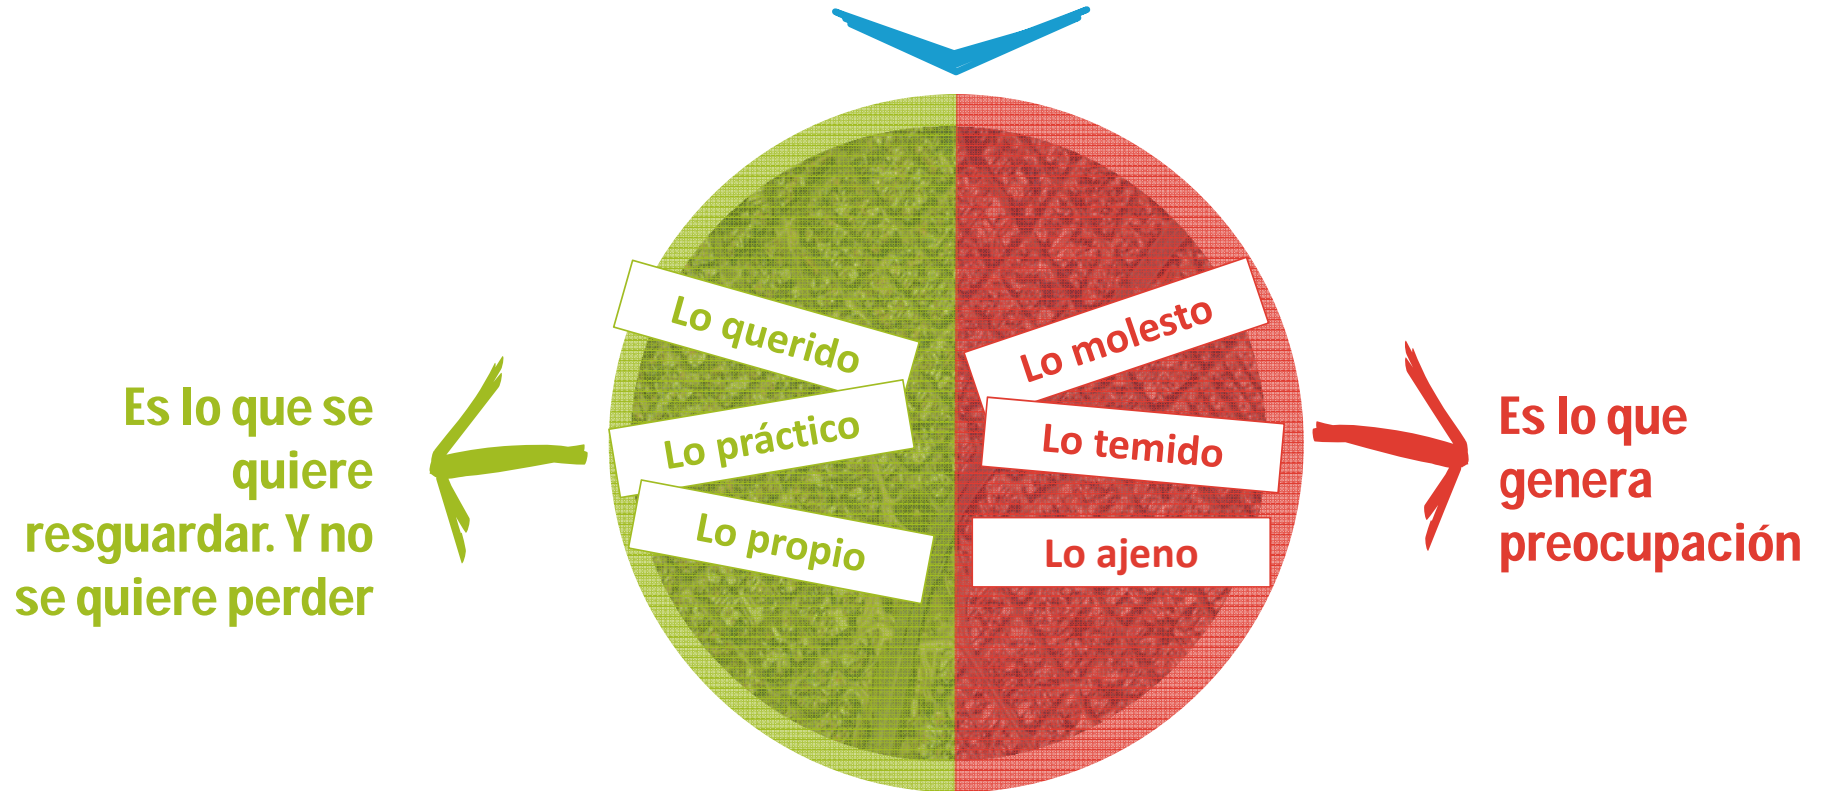 Lo querido
Lo práctico
Lo propio
Lo molesto
Lo temido
Lo ajeno
Es lo que se
quiere
resguardar. Y no
se quiere perder
Es lo que
genera
preocupación